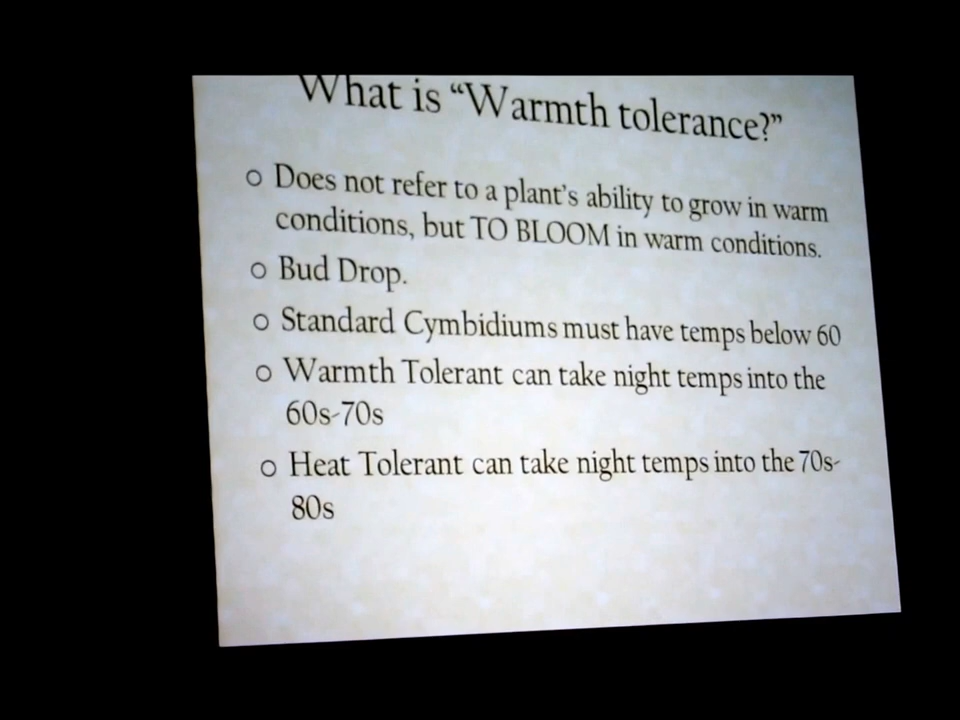 What is “Warmth tolerance?”
○ Does not refer to a plant’s ability to grow in warm
conditions, but TO BLOOM in warm conditions.
○ Bud Drop.
○ Standard Cymbidiums must have temps below 60
○ Warmth Tolerant can take night temps into the
60s-70s
○ Heat Tolerant can take night temps into the 70s-
80s